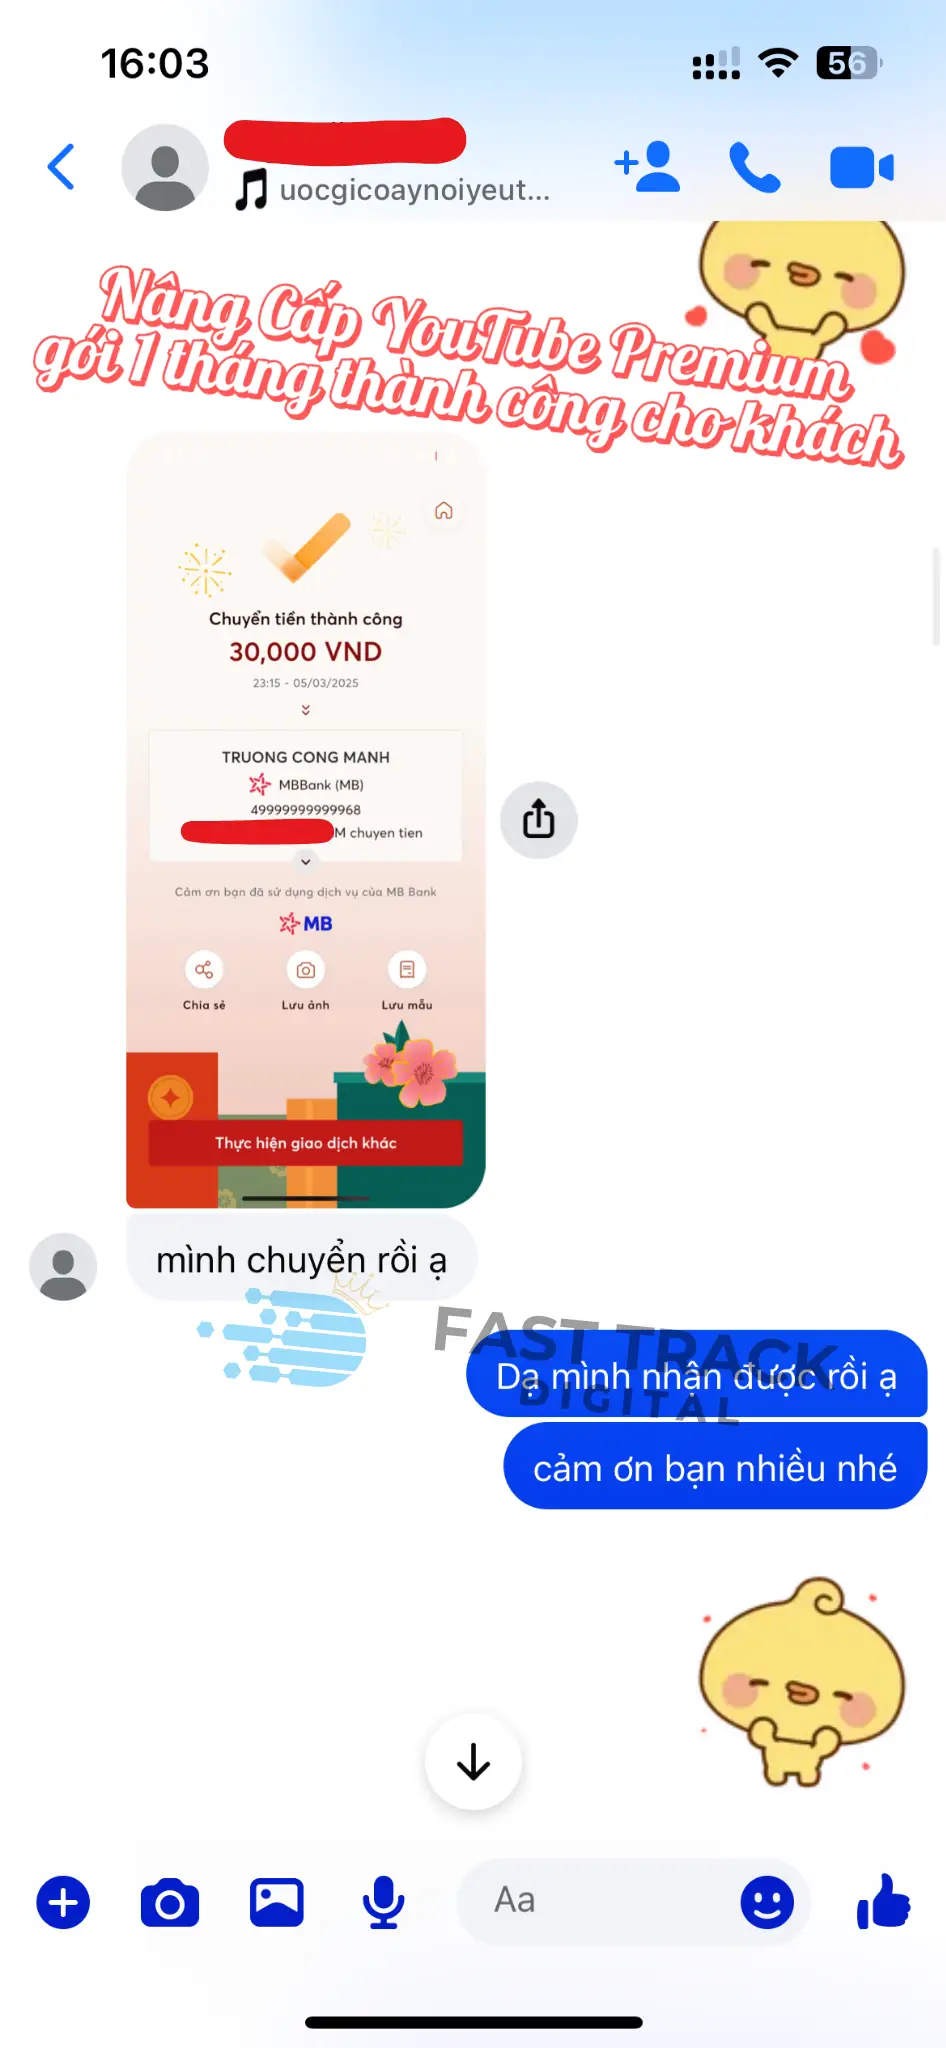 16:03
56
uocgicoaynoiyeut...
Nâng Cấp YouTube Premium
gói 1 tháng thành công cho khách
Chuyển tiền thành công
30,000 VND
23:15 - 05/03/2025
TRUONG CONG MANH
MBBank (MB)
49999999999968
M chuyen tien
Cảm ơn bạn đã sử dụng dịch vụ của MB Bank
MB
Chia sẻ
Lưu ảnh
Lưu mẫu
Thực hiện giao dịch khác
mình chuyển rồi ạ
FAST TRACK
DIGITAL
Dạ mình nhận được rồi ạ
cảm ơn bạn nhiều nhé
Aa